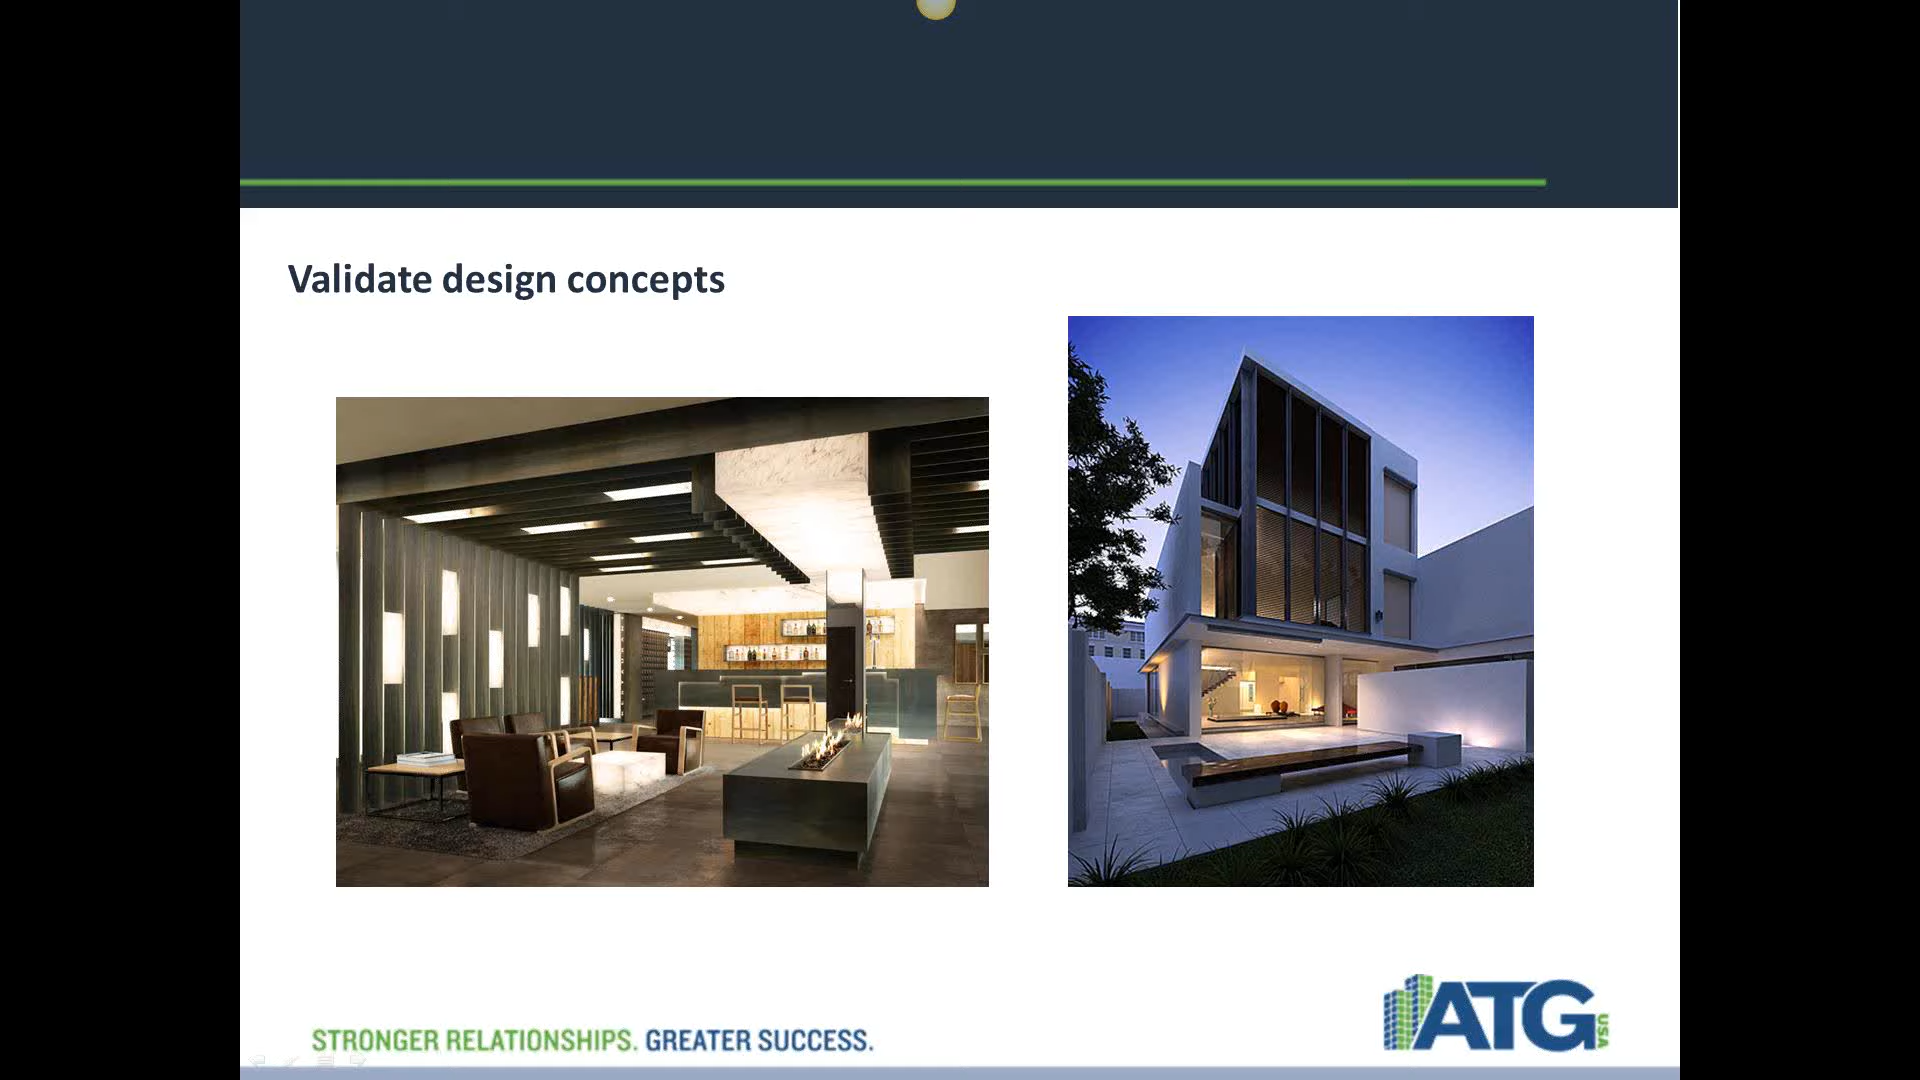 Validate design concepts
STRONGER RELATIONSHIPS. GREATER SUCCESS.
ATG
USA